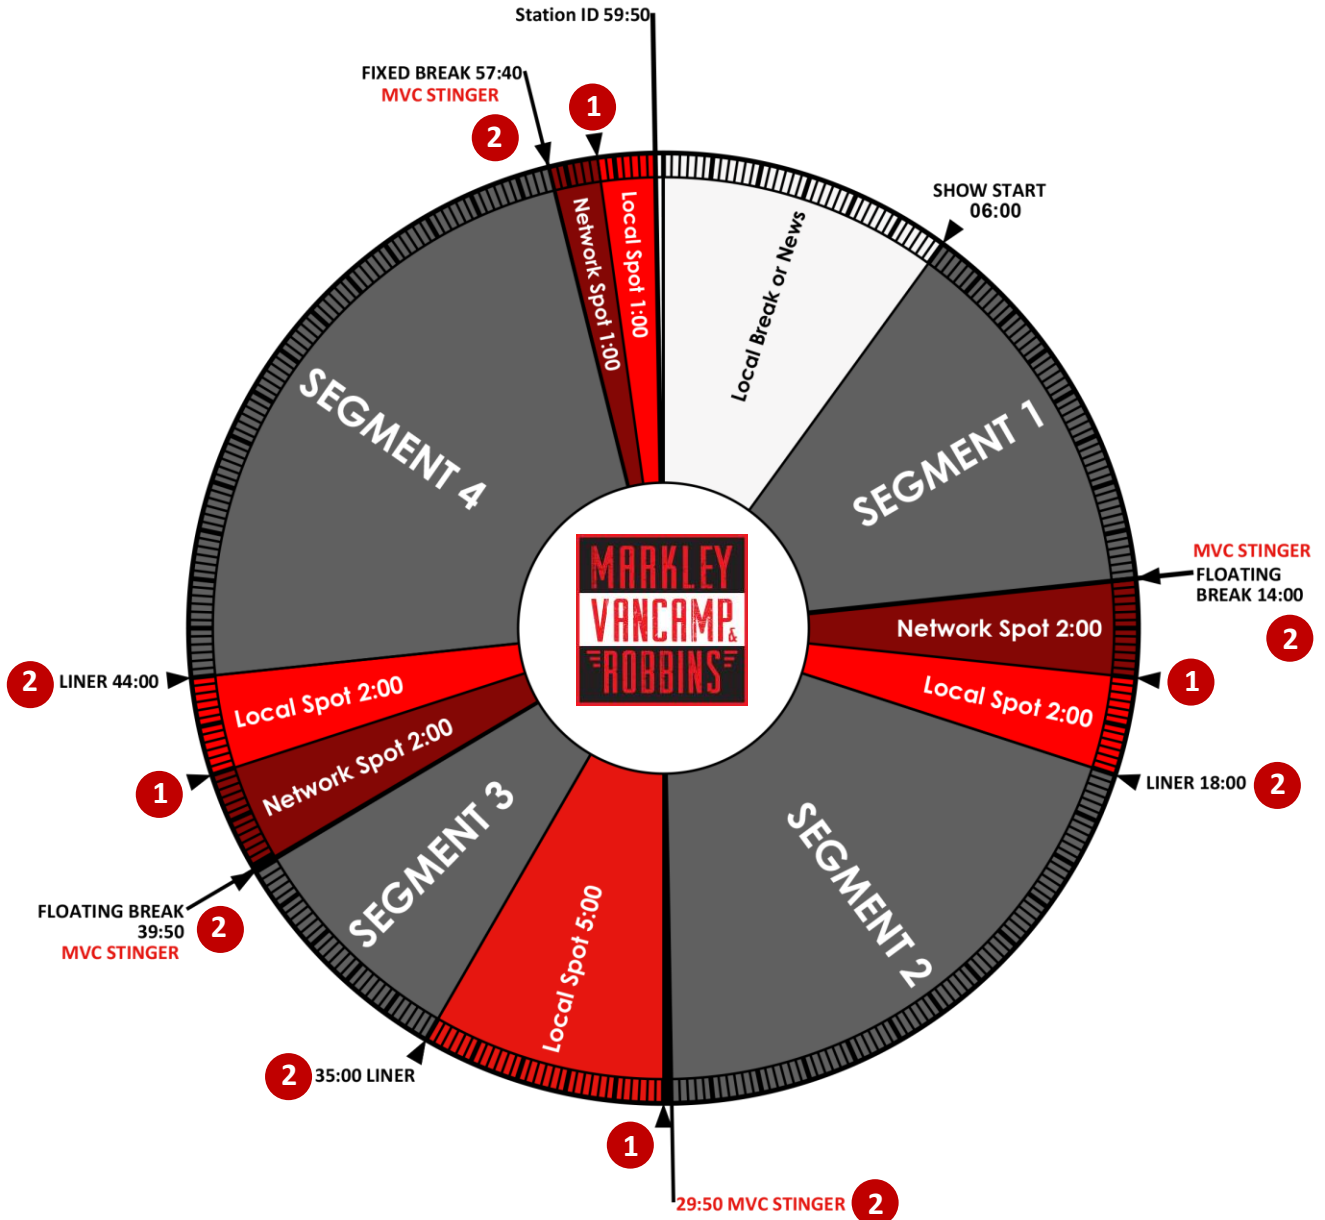 Station ID 59:50
FIXED BREAK 57:40
MVC STINGER
2
1
Network Spot 1:00
Local Spot 1:00
Local Break or News
SHOW START
06:00
SEGMENT 1
MVC STINGER
FLOATING
BREAK 14:00
2
Network Spot 2:00
1
Local Spot 2:00
LINER 18:00
2
SEGMENT 2
29:50 MVC STINGER
2
1
Local Spot 5:00
35:00 LINER
2
SEGMENT 3
FLOATING BREAK
39:50
MVC STINGER
2
Network Spot 2:00
1
Local Spot 2:00
LINER 44:00
2
SEGMENT 4
MARKLEY
VANCAMP &
ROBBINS